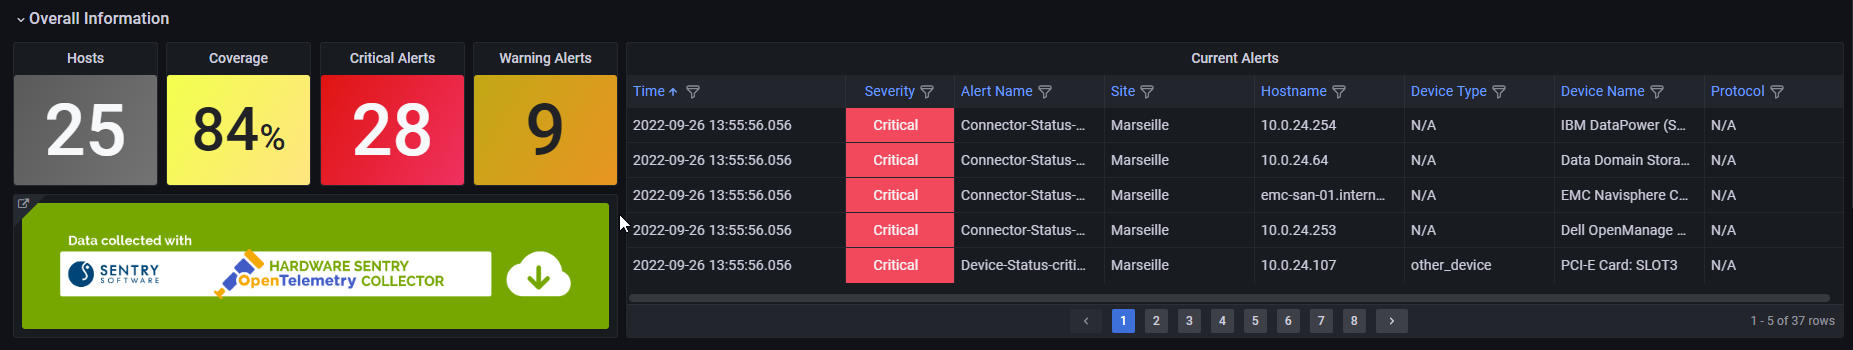 Overall Information
Hosts
Coverage
Critical Alerts
Warning Alerts
25
84%
28
9
Data collected with
SENTRY
SOFTWARE
HARDWARE SENTRY
OpenTelemetry COLLECTOR
Current Alerts
Time Severity Alert Name Site Hostname Device Type Device Name Protocol
2022-09-26 13:55:56.056 Critical Connector-Status-... Marseille 10.0.24.254 N/A IBM DataPower (S... N/A
2022-09-26 13:55:56.056 Critical Connector-Status-... Marseille 10.0.24.64 N/A Data Domain Stora... N/A
2022-09-26 13:55:56.056 Critical Connector-Status-... Marseille emc-san-01.intern... N/A EMC Navisphere C... N/A
2022-09-26 13:55:56.056 Critical Connector-Status-... Marseille 10.0.24.253 N/A Dell OpenManage ... N/A
2022-09-26 13:55:56.056 Critical Device-Status-criti... Marseille 10.0.24.107 other_device PCI-E Card: SLOT3 N/A
1 2 3 4 5 6 7 8
1 - 5 of 37 rows